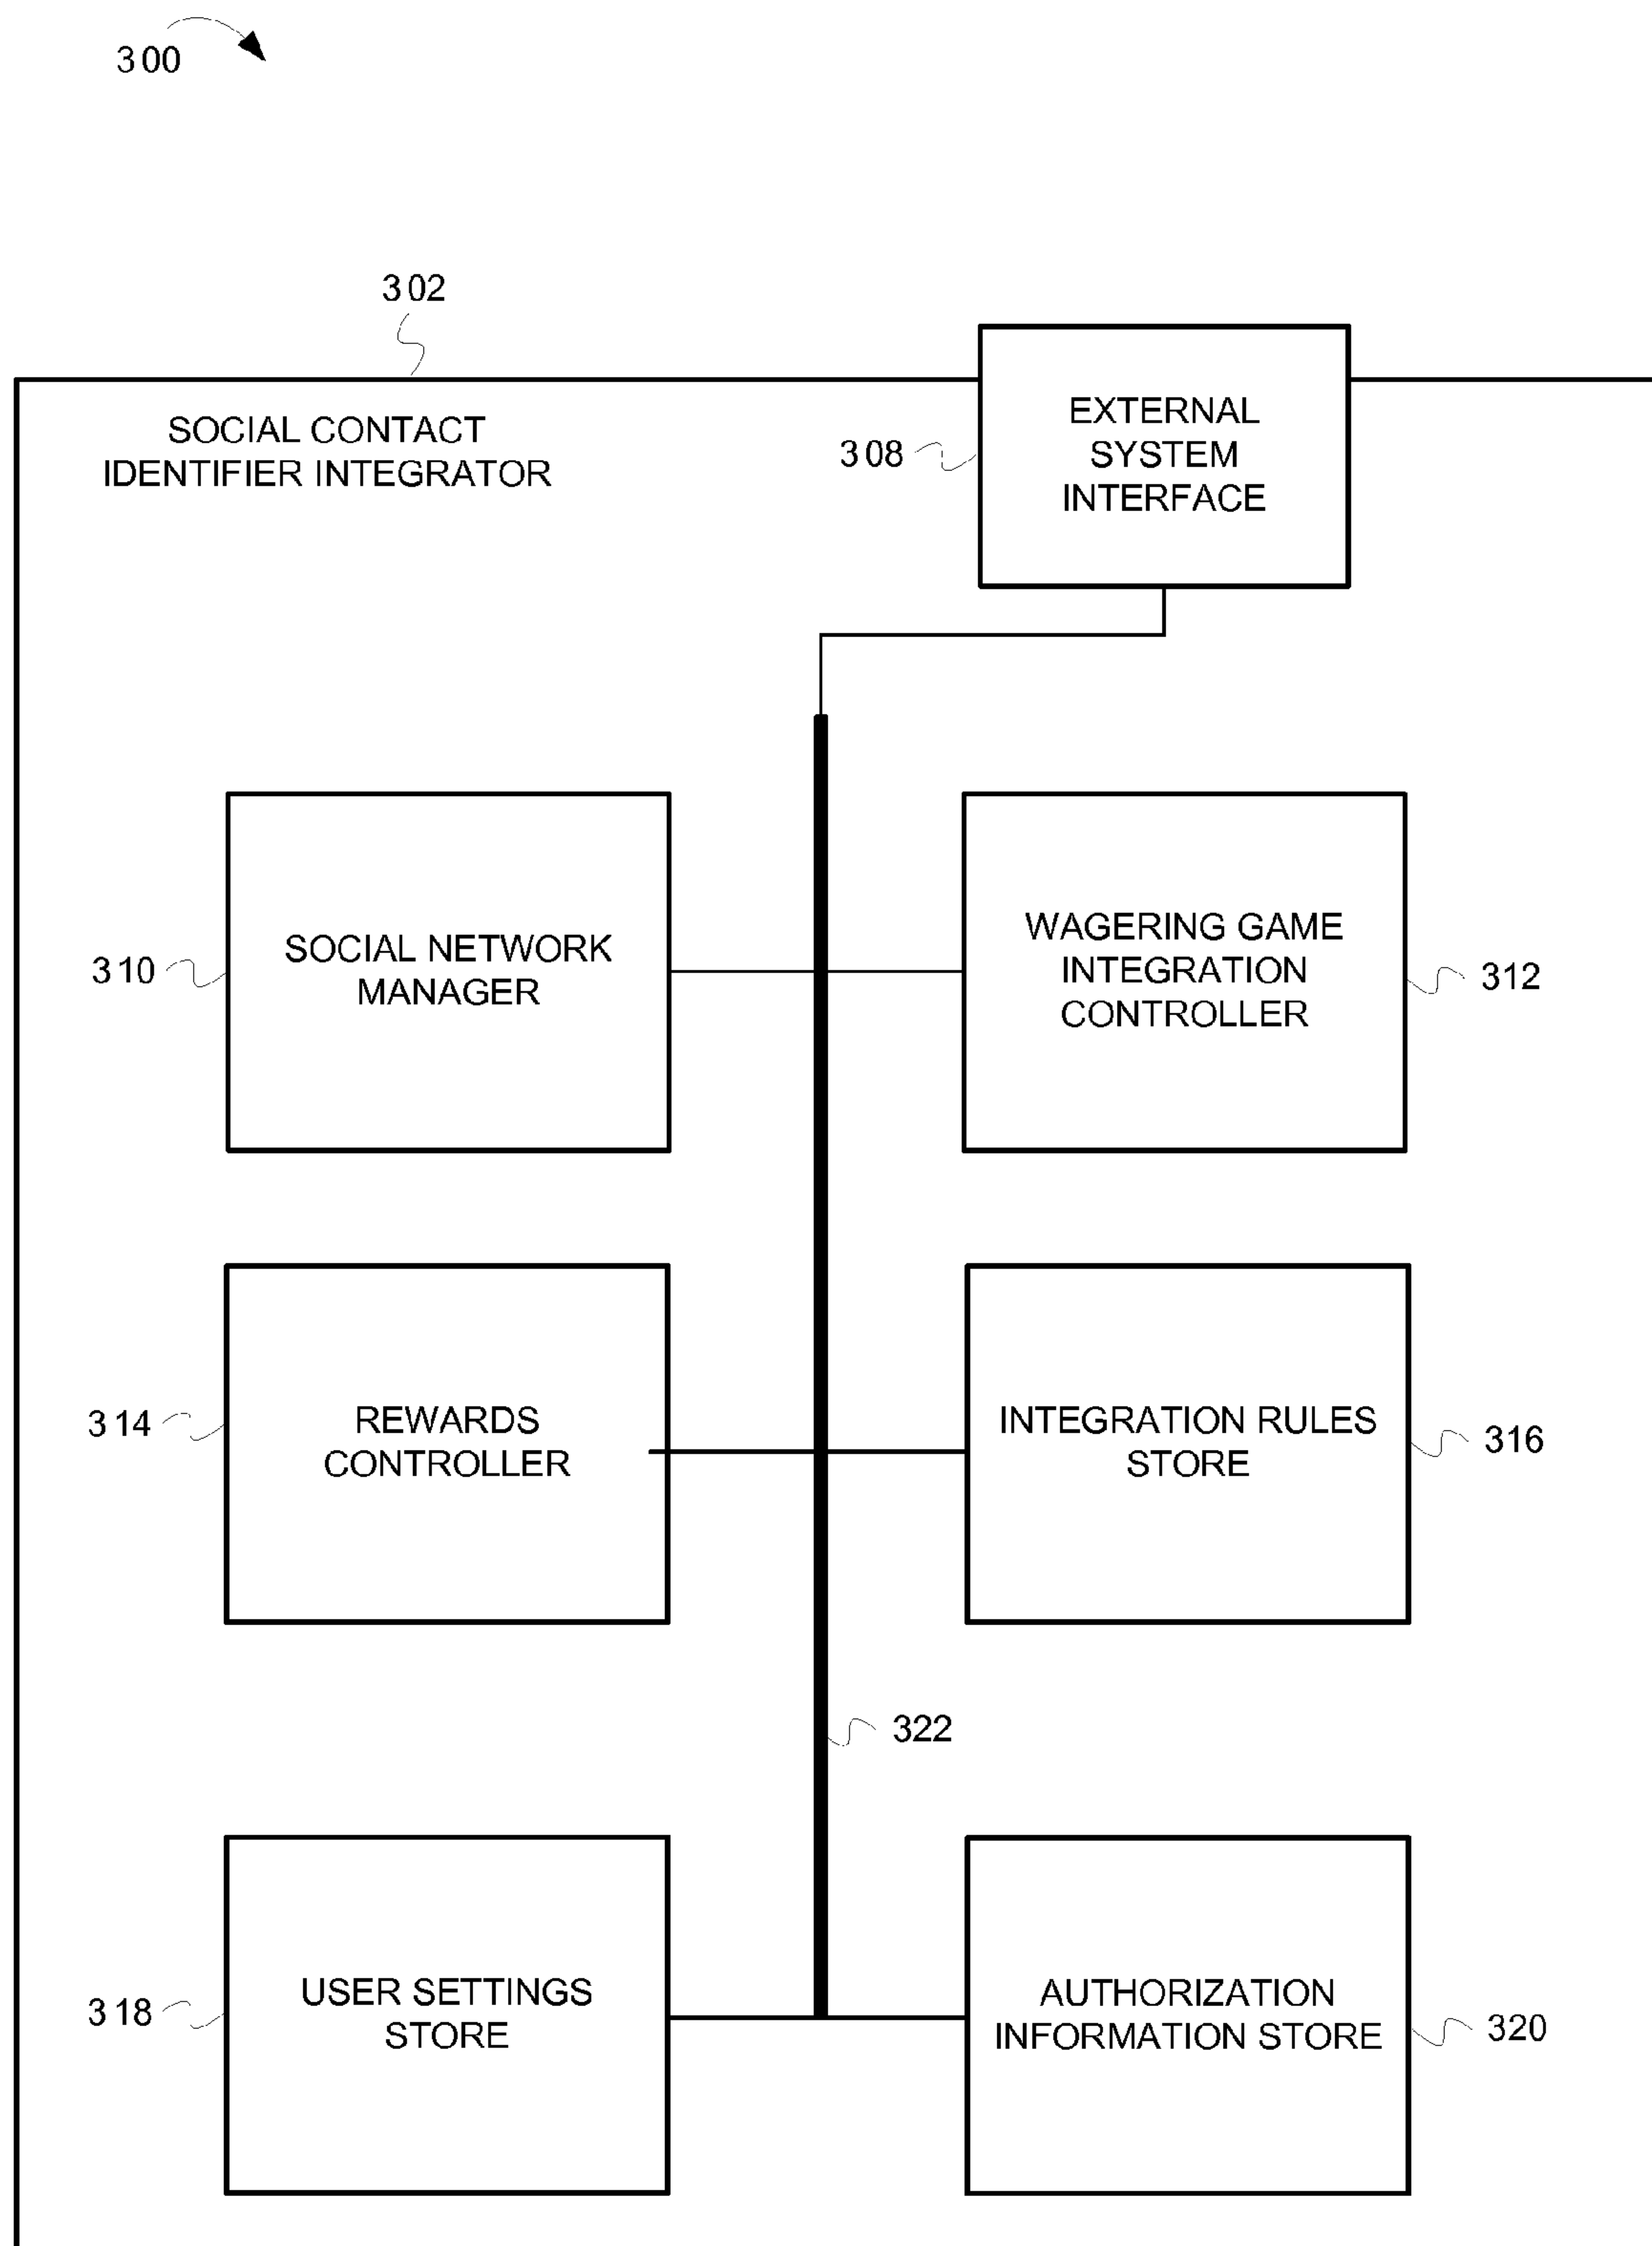 300
302
SOCIAL CONTACT
IDENTIFIER INTEGRATOR
308
EXTERNAL
SYSTEM
INTERFACE
310
SOCIAL NETWORK
MANAGER
WAGERING GAME
INTEGRATION
CONTROLLER
312
314
REWARDS
CONTROLLER
INTEGRATION RULES
STORE
316
322
318
USER SETTINGS
STORE
AUTHORIZATION
INFORMATION STORE
320